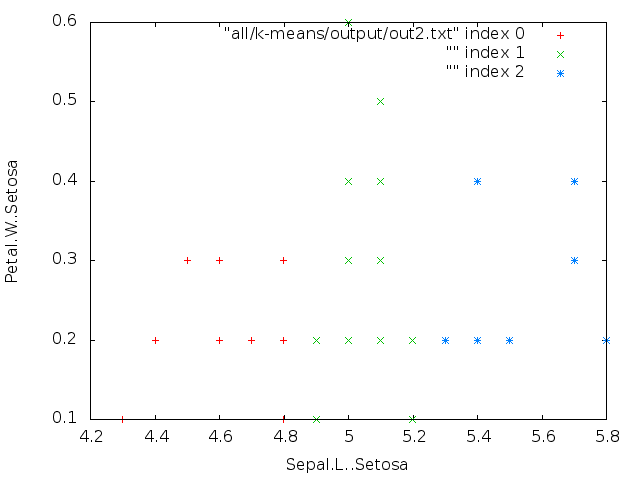 "all/k-means/output/out2.txt" index 0
"" index 1
"" index 2
0.6
0.5
0.4
0.3
0.2
0.1
Petal.W..Setosa
4.2 4.4 4.6 4.8 5 5.2 5.4 5.6 5.8
Sepal.L..Setosa